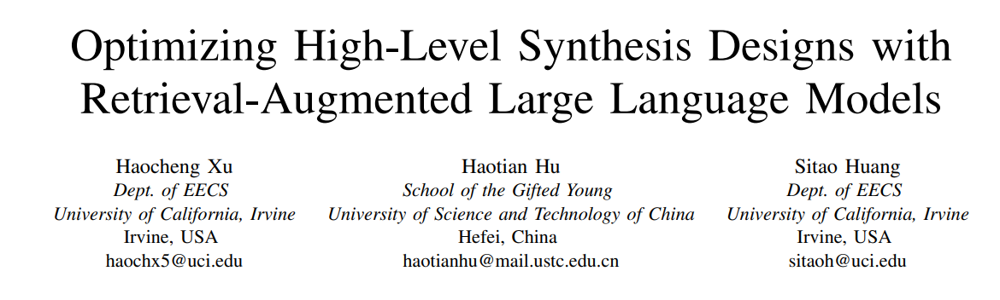 Optimizing High-Level Synthesis Designs with
Retrieval-Augmented Large Language Models
Haocheng Xu
Dept. of EECS
University of California, Irvine
Irvine, USA
haochx5@uci.edu
Haotian Hu
School of the Gifted Young
University of Science and Technology of China
Hefei, China
haotianhu@mail.ustc.edu.cn
Sitao Huang
Dept. of EECS
University of California, Irvine
Irvine, USA
sitaoh@uci.edu